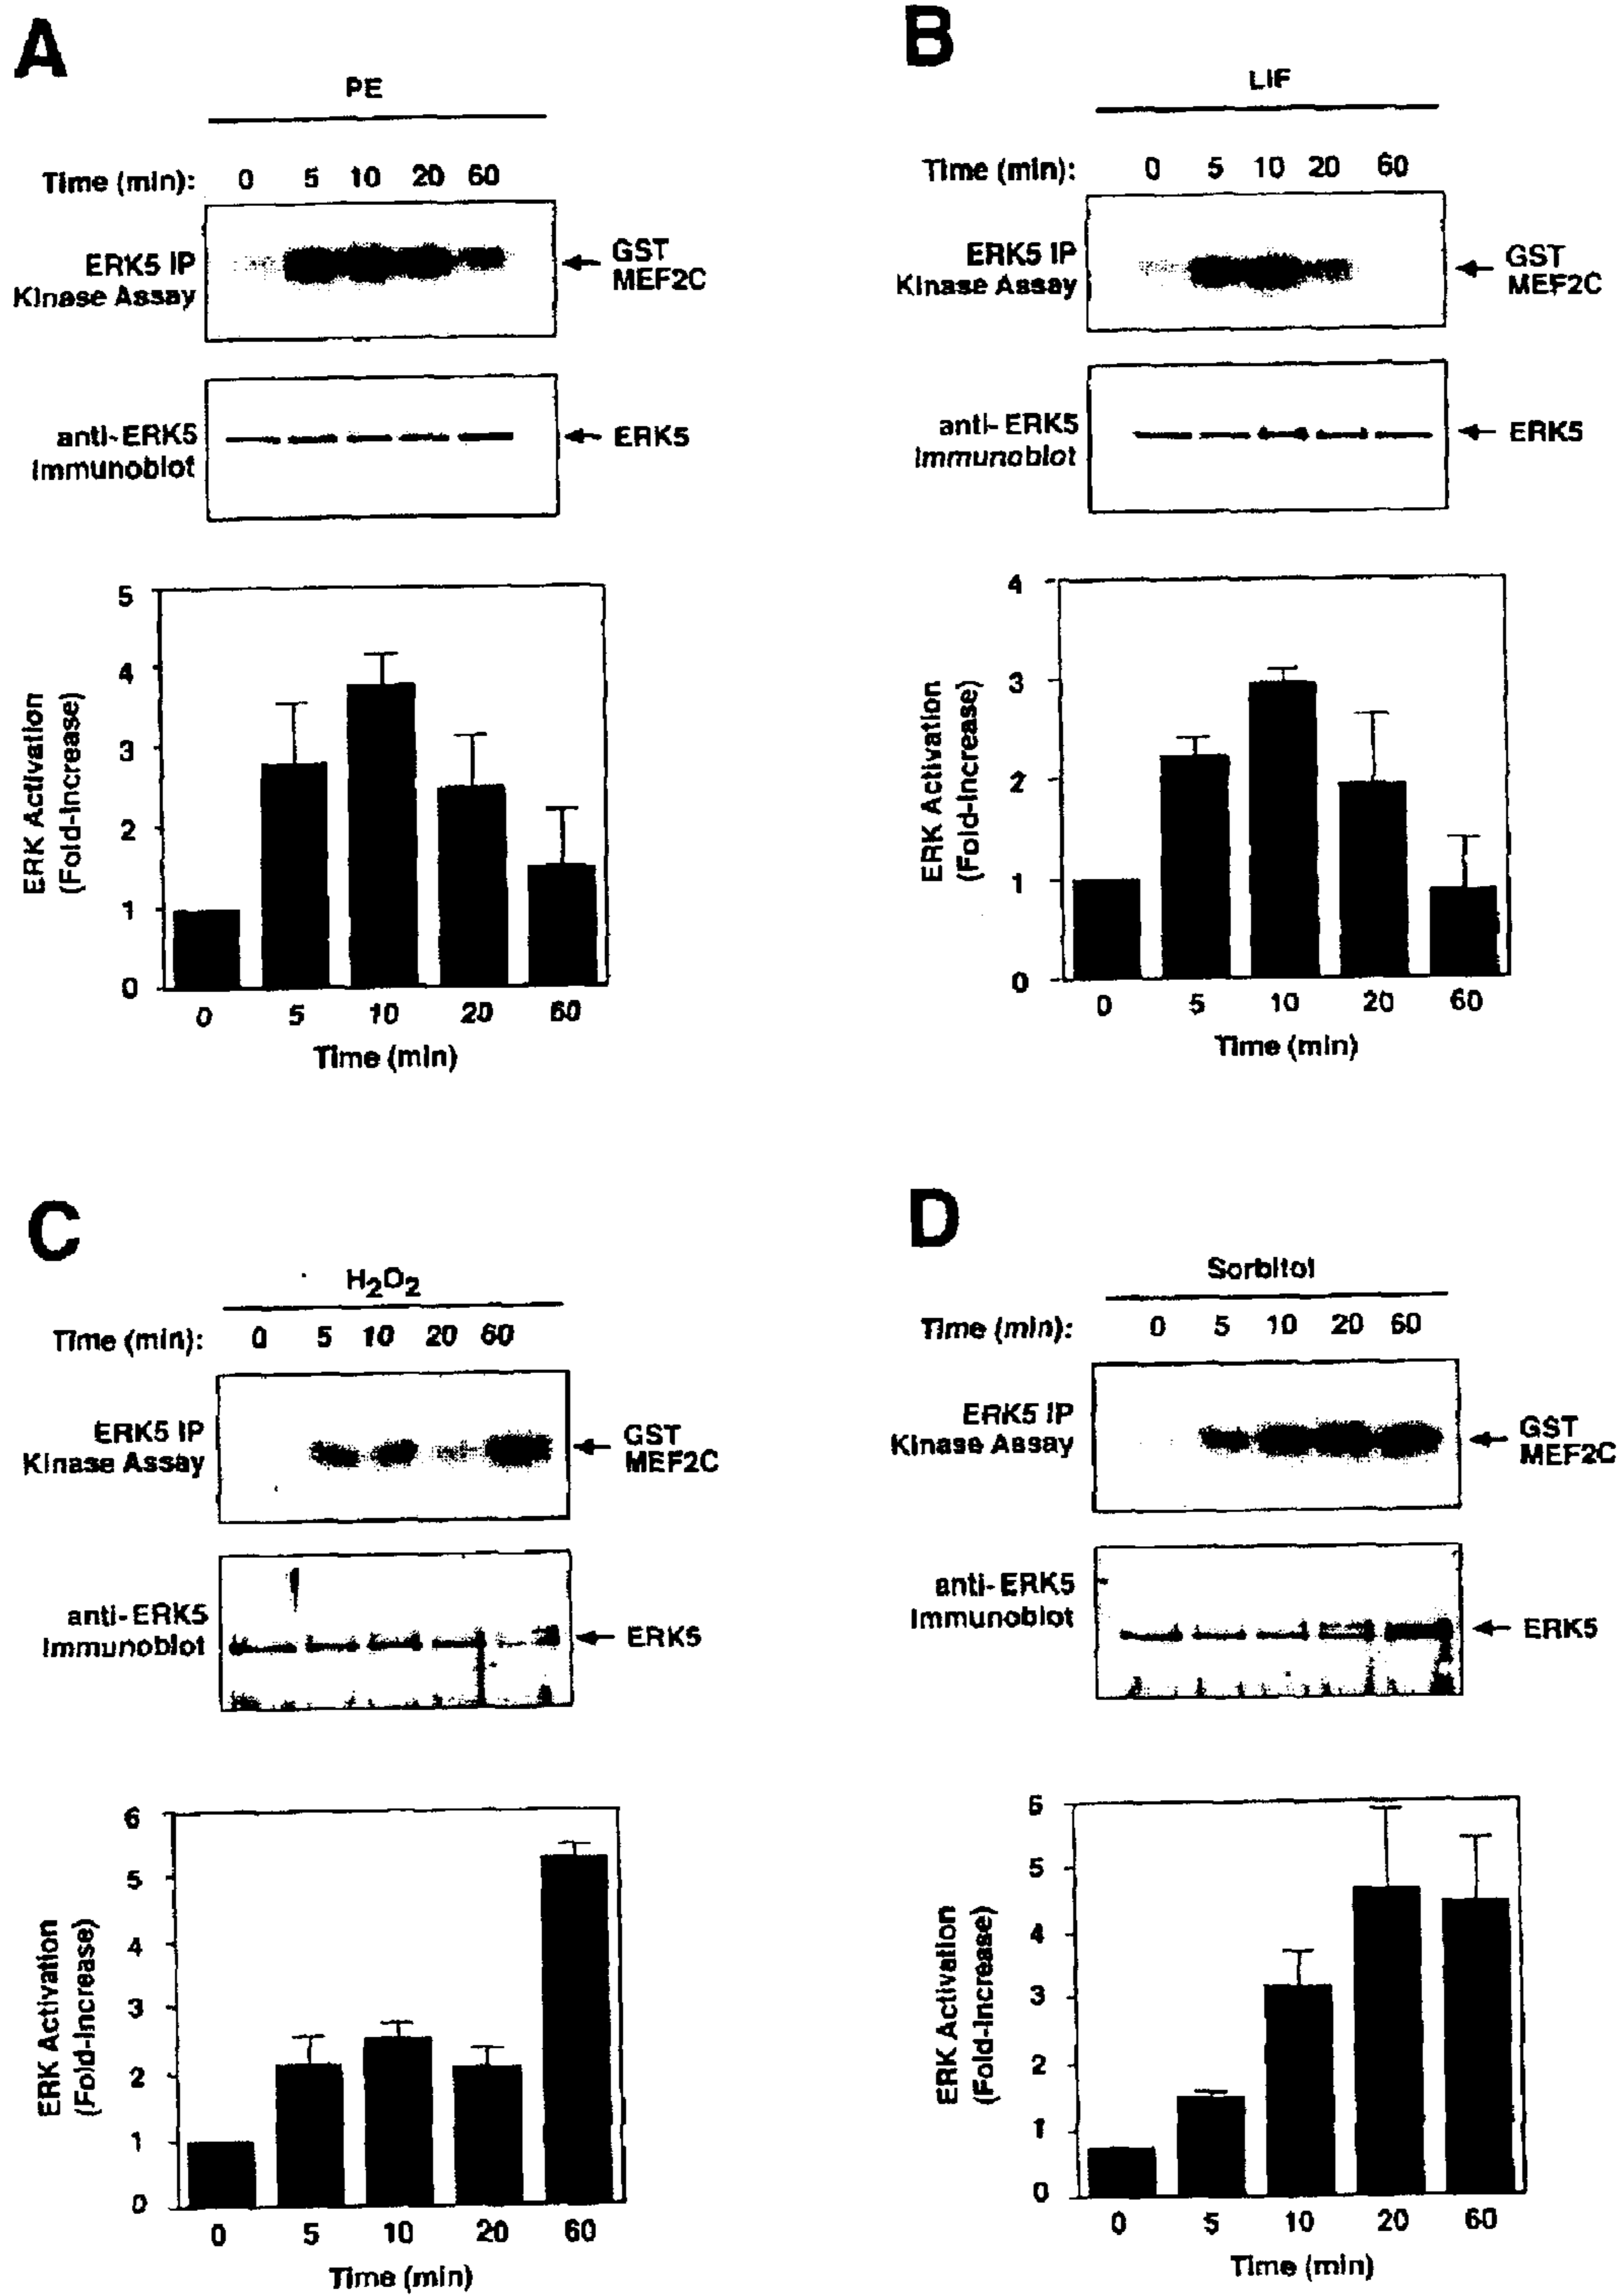 A
PE
Time (min): 0 5 10 20 60
ERK5 IP
Kinase Assay
GST
MEF2C
anti-ERK5
Immunoblot
ERK5
5
4
3
2
1
0
ERK Activation
(Fold-Increase)
0 5 10 20 60
Time (min)
B
LIF
Time (min): 0 5 10 20 60
ERK5 IP
Kinase Assay
GST
MEF2C
anti-ERK5
Immunoblot
ERK5
4
3
2
1
0
ERK Activation
(Fold-Increase)
0 5 10 20 60
Time (min)
C
H2O2
Time (min): 0 5 10 20 60
ERK5 IP
Kinase Assay
GST
MEF2C
anti-ERK5
Immunoblot
ERK5
6
5
4
3
2
1
0
ERK Activation
(Fold-Increase)
0 5 10 20 60
Time (min)
D
Sorbitol
Time (min): 0 5 10 20 60
ERK5 IP
Kinase Assay
GST
MEF2C
anti-ERK5
Immunoblot
ERK5
6
5
4
3
2
1
0
ERK Activation
(Fold-Increase)
0 5 10 20 60
Time (min)